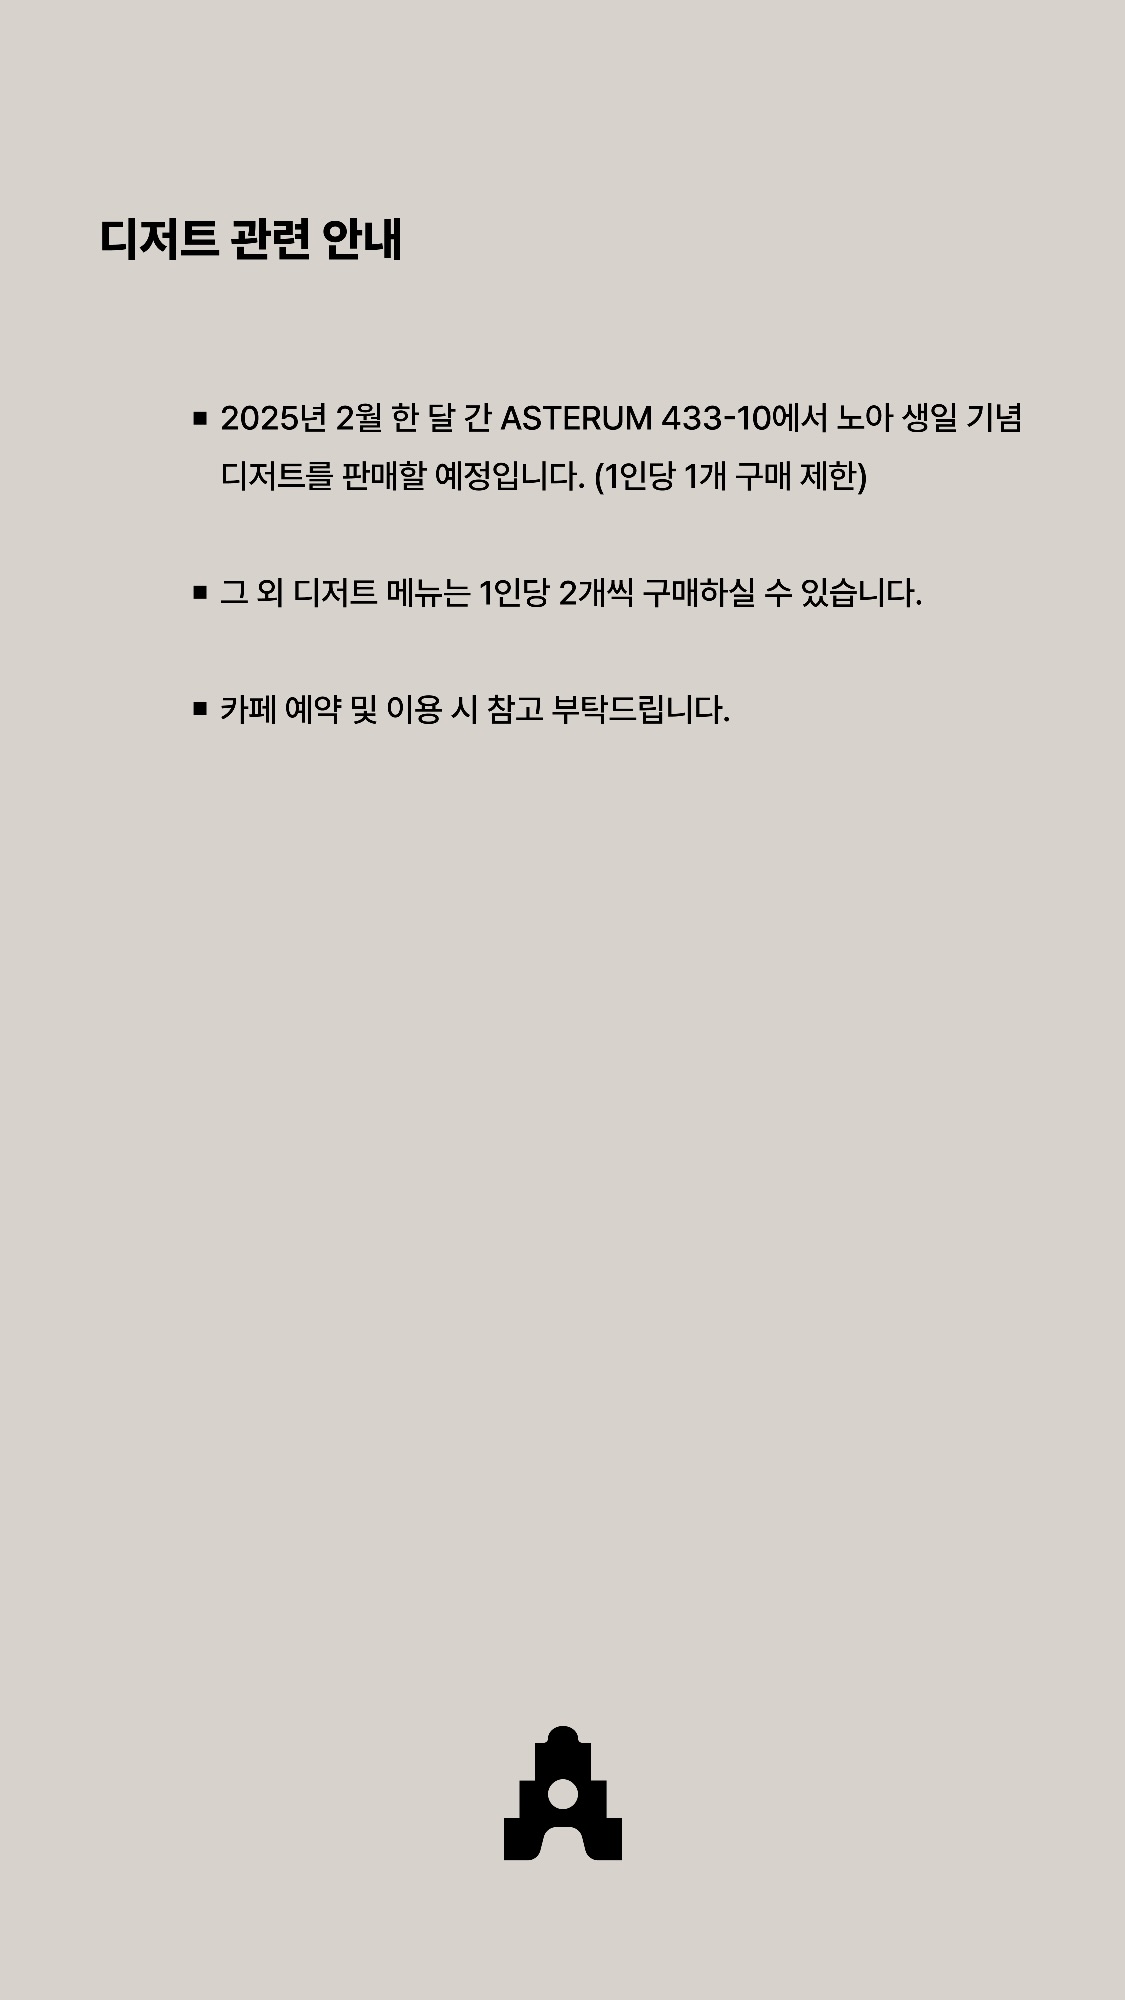 디저트 관련 안내
▪ 2025년 2월 한 달 간 ASTERUM 433-10에서 노아 생일 기념
디저트를 판매할 예정입니다. (1인당 1개 구매 제한)
▪ 그 외 디저트 메뉴는 1인당 2개씩 구매하실 수 있습니다.
▪ 카페 예약 및 이용 시 참고 부탁드립니다.